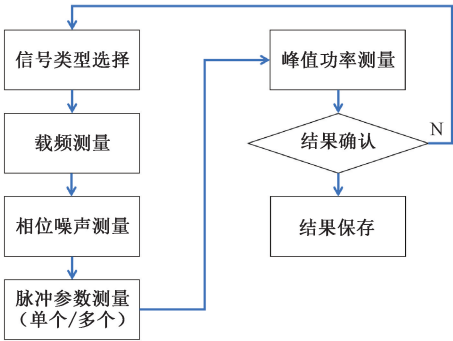 信号类型选择
载频测量
相位噪声测量
脉冲参数测量
（单个/多个）
峰值功率测量
结果确认
N
结果保存